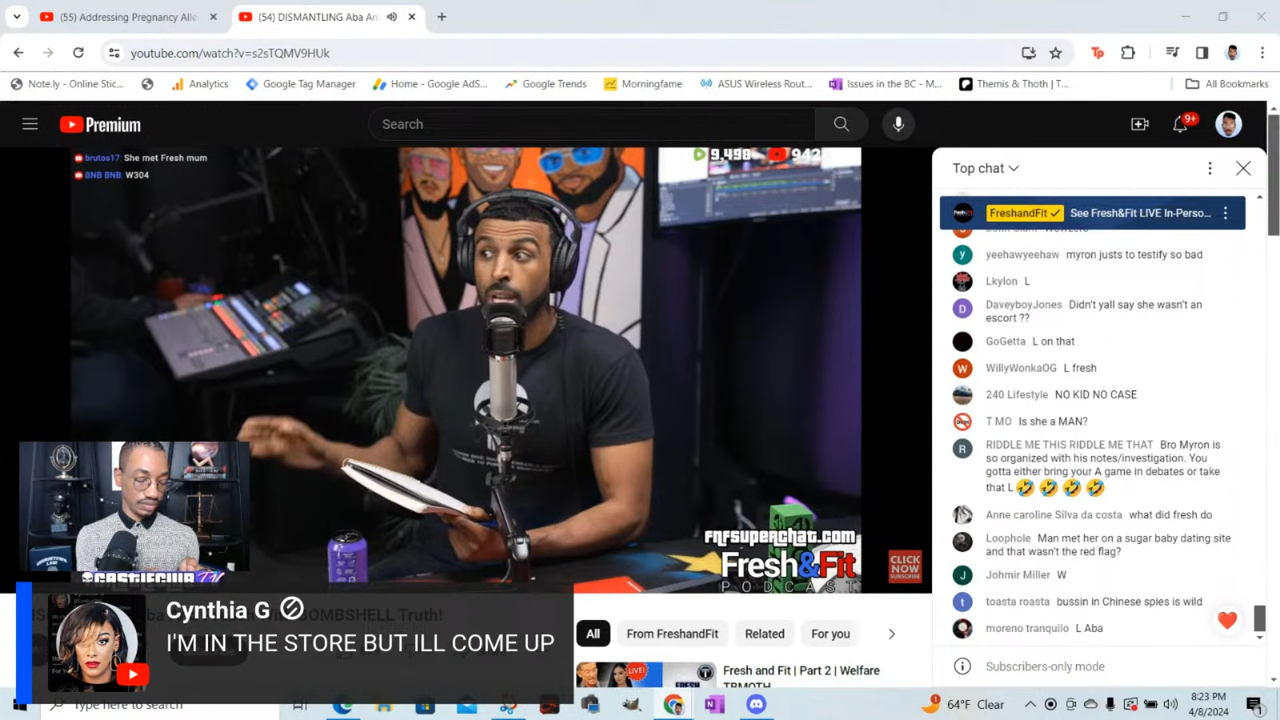 (55) Addressing Pregnancy Alle
(54) DISMANTLING Aba An
youtube.com/watch?v=s2sTQMV9HUk
Tp
Note.ly - Online Stic...
Analytics
Google Tag Manager
Home - Google AdS...
Google Trends
Morningfame
ASUS Wireless Rout...
Issues in the BC - M...
Themis & Thoth | T...
All Bookmarks
Premium
Search
9+
brutos17: She met Fresh mum
BNB BNB: W304
9,498
942
Top chat
FreshandFit See Fresh&Fit LIVE In-Perso...
yeehawyeehaw myron justs to testify so bad
Lkylon L
DaveyboyJones Didn't yall say she wasn't an
escort ??
GoGetta L on that
WillyWonkaOG L fresh
240 Lifestyle NO KID NO CASE
T MO Is she a MAN?
RIDDLE ME THIS RIDDLE ME THAT Bro Myron is
so organized with his notes/investigation. You
gotta either bring your A game in debates or take
that L 🤣 🤣 🤣 🤣
Anne caroline Silva da costa what did fresh do
Loophole Man met her on a sugar baby dating site
and that wasn't the red flag?
Johmir Miller W
toasta roasta bussin in Chinese spies is wild
moreno tranquilo L Aba
Subscribers-only mode
FNFSUPERCHAT.COM
Fresh&Fit
PODCAST
CLICK
NOW
SUBSCRIBE
CASTLECLUB TV
OMBSHELL Truth!
Cynthia G
I'M IN THE STORE BUT ILL COME UP
All
From FreshandFit
Related
For you
LIVE!
Fresh and Fit | Part 2 | Welfare
TBMOTH
Type here to search
64°F Clear
8:23 PM
4/8/2024